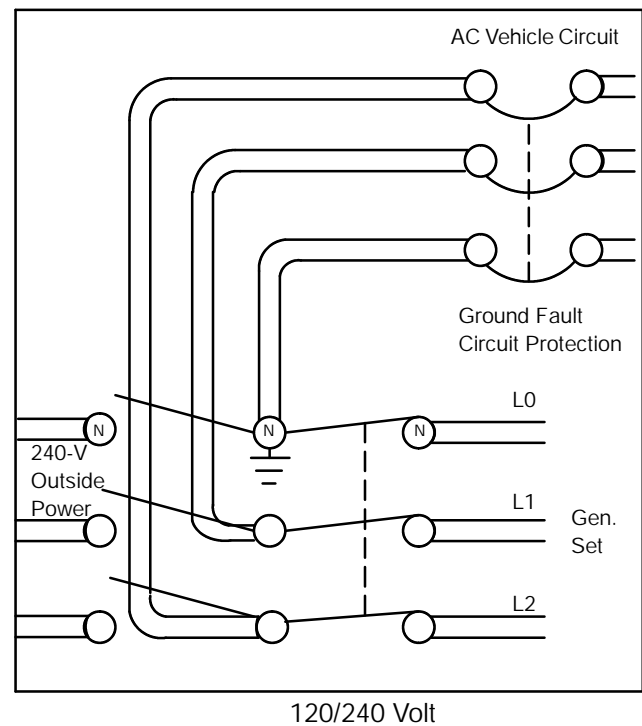 AC Vehicle Circuit
Ground Fault
Circuit Protection
L0
N
N
N
240-V
Outside
Power
L1
Gen.
Set
L2
120/240 Volt